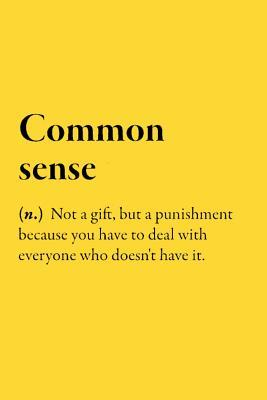 Common
sense
(n.) Not a gift, but a punishment
because you have to deal with
everyone who doesn't have it.